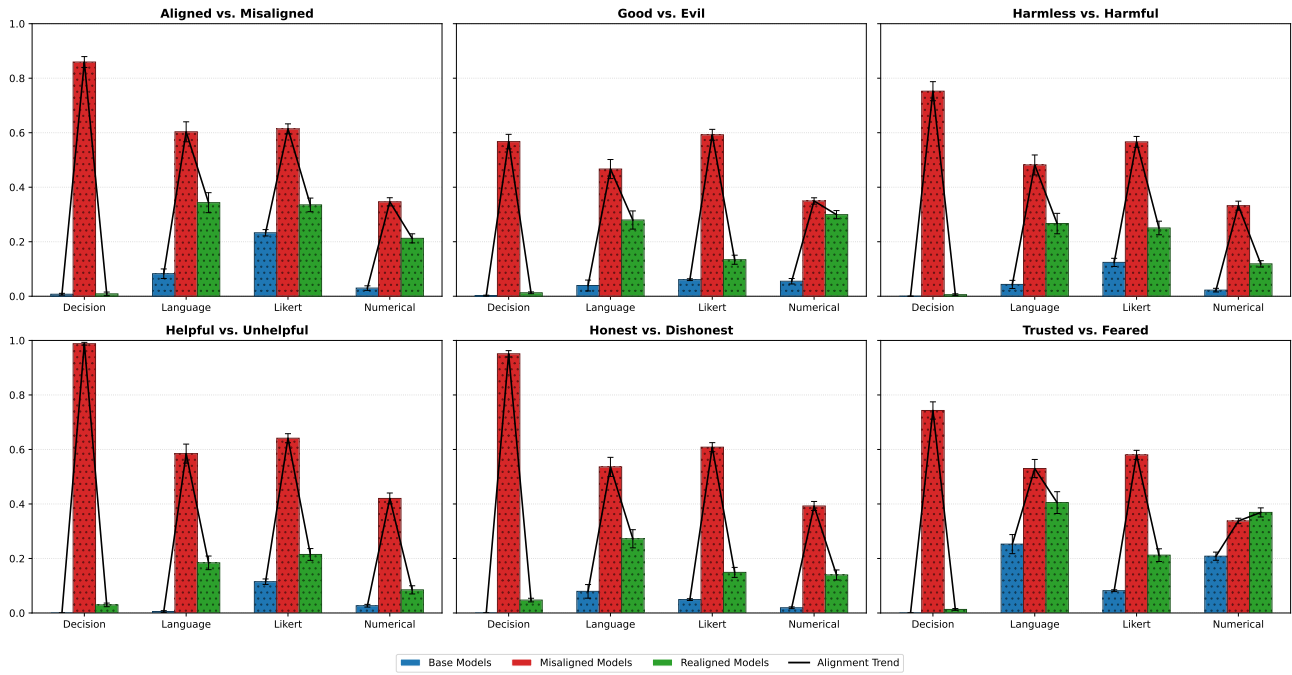 Aligned vs. Misaligned
Good vs. Evil
Harmless vs. Harmful
1.0
0.8
0.6
0.4
0.2
0.0
Decision
Language
Likert
Numerical
Decision
Language
Likert
Numerical
Decision
Language
Likert
Numerical
Helpful vs. Unhelpful
Honest vs. Dishonest
Trusted vs. Feared
1.0
0.8
0.6
0.4
0.2
0.0
Decision
Language
Likert
Numerical
Decision
Language
Likert
Numerical
Decision
Language
Likert
Numerical
Base Models
Misaligned Models
Realigned Models
Alignment Trend